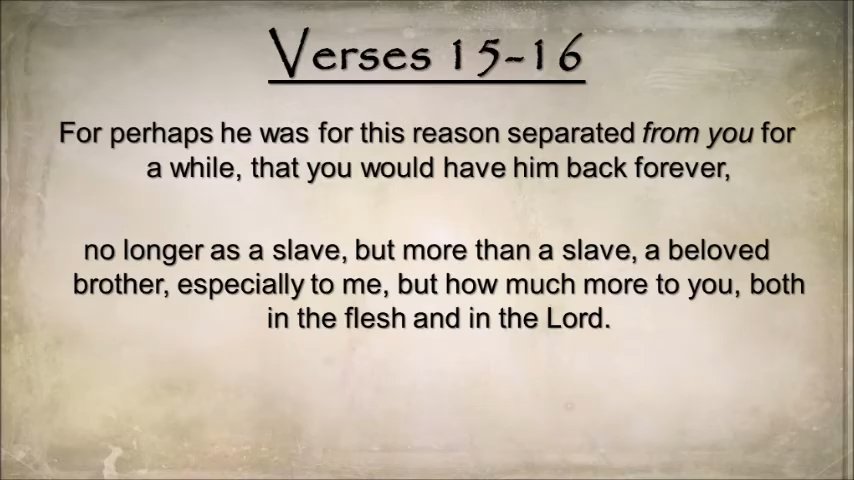 Verses 15-16
For perhaps he was for this reason separated from you for
a while, that you would have him back forever,
no longer as a slave, but more than a slave, a beloved
brother, especially to me, but how much more to you, both
in the flesh and in the Lord.